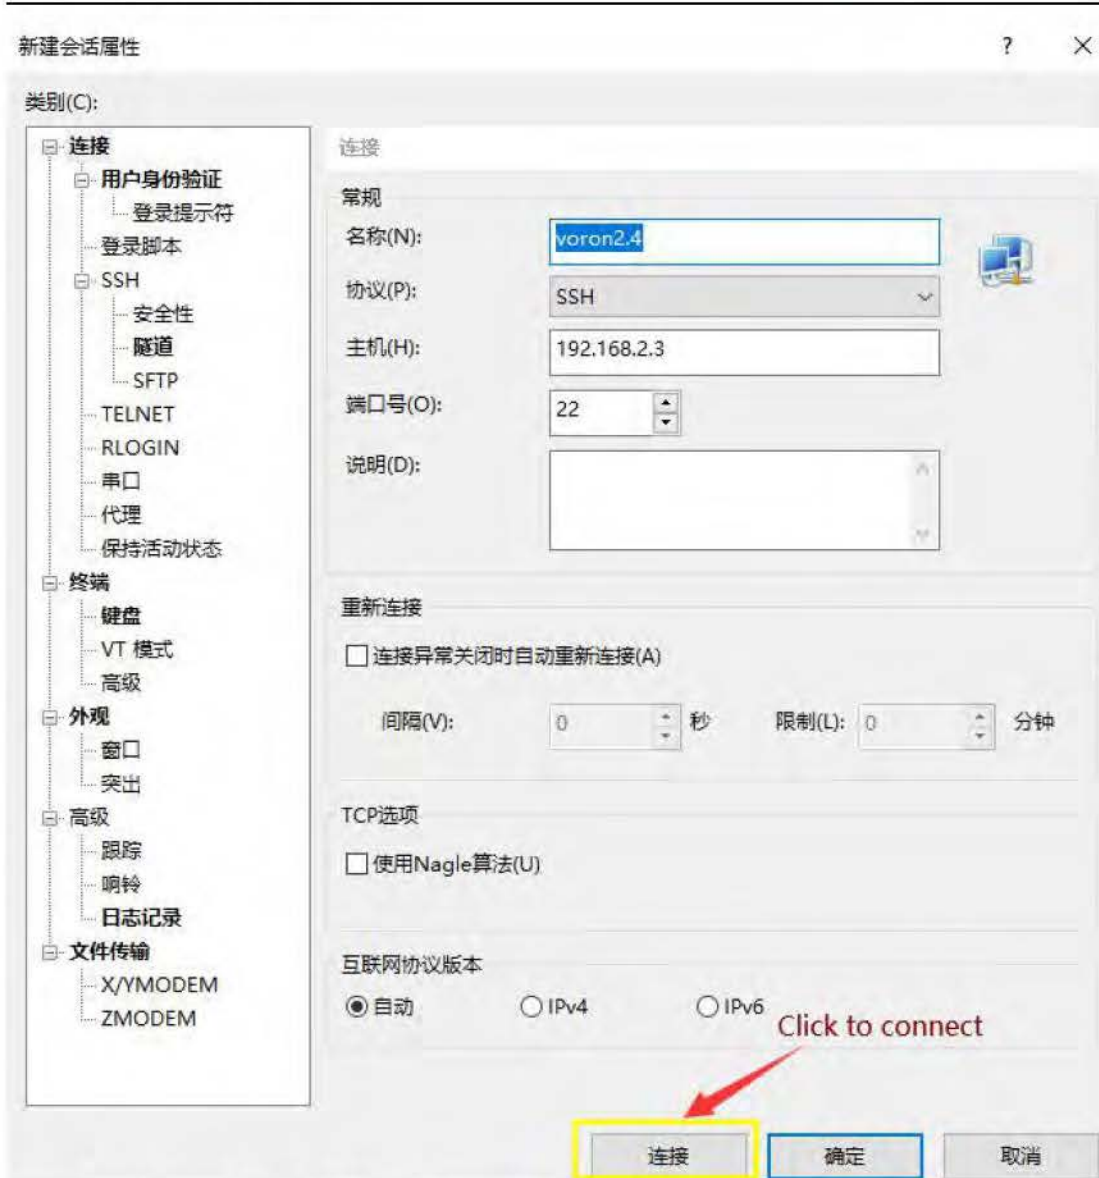 新建会话属性
?
×
类别(C):
连接
用户身份验证
登录提示符
登录脚本
SSH
安全性
隧道
SFTP
TELNET
RLOGIN
串口
代理
保持活动状态
终端
键盘
VT 模式
高级
外观
窗口
突出
高级
跟踪
响铃
日志记录
文件传输
X/YMODEM
ZMODEM
连接
常规
名称(N):
voron2.4
协议(P):
SSH
主机(H):
192.168.2.3
端口号(O):
22
说明(D):
重新连接
连接异常关闭时自动重新连接(A)
间隔(V): 0 秒 限制(L): 0 分钟
TCP选项
使用Nagle算法(U)
互联网协议版本
自动 IPv4 IPv6
Click to connect
连接 确定 取消